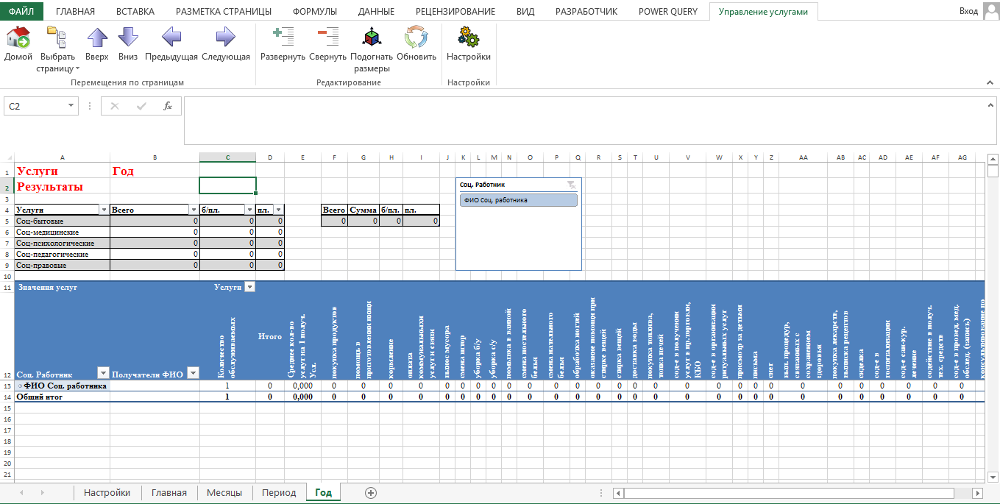 ФАЙЛ ГЛАВНАЯ ВСТАВКА РАЗМЕТКА СТРАНИЦЫ ФОРМУЛЫ ДАННЫЕ РЕЦЕНЗИРОВАНИЕ ВИД РАЗРАБОТЧИК POWER QUERY Управление услугами Вход
Домой Выбрать страницу Вверх Вниз Предыдущая Следующая Развернуть Свернуть Подогнать размеры Обновить Настройки
Перемещения по страницам Редактирование Настройки
C2 fx
A B C D E F G H I J K L M N O P Q R S T U V W X Y Z AA AB AC AD AE AF AG
1 Услуги Год
2 Результаты Соц. Работник
3 ФИО Соц. работника
4 Услуги Всего б/пл. пл. Всего Сумма б/пл. пл.
5 Соц-бытовые 0 0 0 0 0 0 0
6 Соц-медицинские 0 0 0
7 Соц-психологические 0 0 0
8 Соц-педагогические 0 0 0
9 Соц-правовые 0 0 0
10
11 Значения услуг Услуги
12 Соц. Работник Получатели ФИО
Количество обслуживаемых
Итого
Среднее кол-во услуг на 1 получ. Усл.
покупка продуктов
помощь в приготовлении пищи
кормление
оплата коммунальныхи услуг и связи
вынос мусора
смена штор
уборка б/у
уборка с/у
помывка в ванной
смена постельного белья
смена нательного белья
обработка ногтей
оказание помощи при стирке вещей
стирка вещей
доставка воды
покупка топлива, топка печей
сод-е в получении услуг в пр.торговли, КБО
сод-е в организации ритуальных услуг
присмотр за детьми
письма
снег
вып. процедур, связанных с сохранением здоровья
покупка лекарств, выписка рецептов
сиделка
сод-е в госпитализации
сод-е сан-кур. лечение
содействие в получ. тех. средств
сод-е в провед. мед. обслед. (запись)
консультирование по
13 ФИО Соц. работника 1 0 0,000 0 0 0 0 0 0 0 0 0 0 0 0 0 0 0 0 0 0 0 0 0 0 0 0 0 0 0 0
14 Общий итог 1 0 0,000 0 0 0 0 0 0 0 0 0 0 0 0 0 0 0 0 0 0 0 0 0 0 0 0 0 0 0 0
15
16
17
18
19
20
21
Настройки Главная Месяцы Период Год